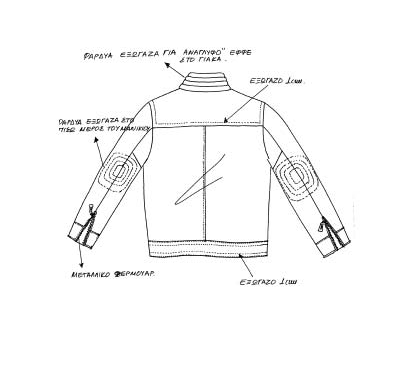 ΦΑΡΔΥΑ ΕΞΩΓΑΖΑ ΓΙΑ ΑΝΑΓΛΥΦΟ" ΕΦΦΕ
ΣΤΟ ΓΙΑΚΑ.
ΕΞΩΓΑΖΟ 1cm.
ΦΑΡΔΥΑ ΕΞΩΓΑΖΑ ΣΤΟ
ΠΙΣΩ ΜΕΡΟΣ ΤΟΥ ΜΑΝΙΚΙΟΥ
ΜΕΤΑΛΛΙΚΟ ΦΕΡΜΟΥΑΡ.
ΕΞΩΓΑΖΟ 1cm